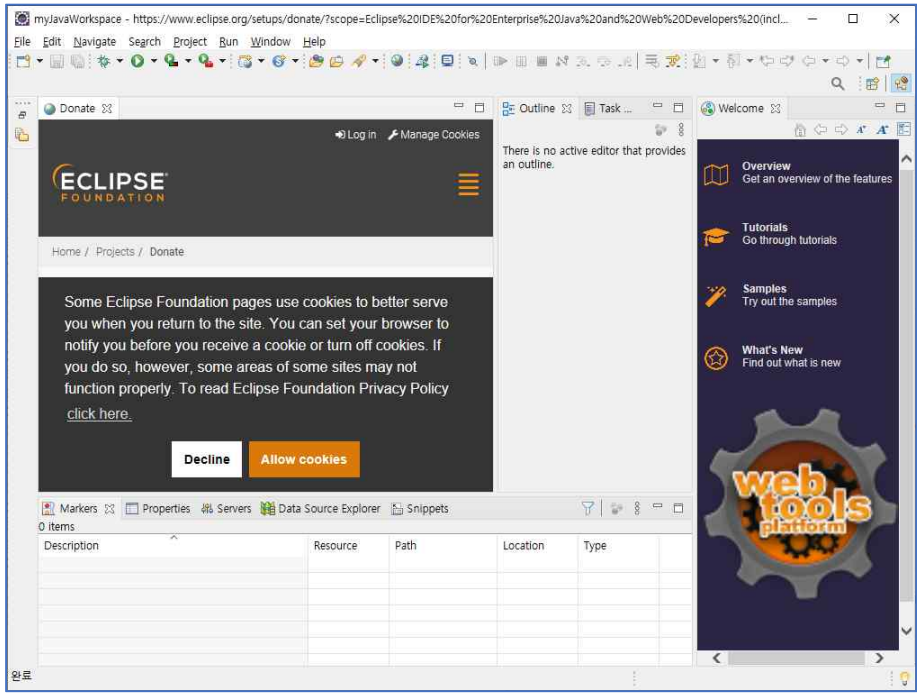 myJavaWorkspace - https://www.eclipse.org/setups/donate/?scope=Eclipse%20IDE%20for%20Enterprise%20Java%20and%20Web%20Developers%20(incl...
File Edit Navigate Search Project Run Window Help
Donate
Log in Manage Cookies
ECLIPSE
FOUNDATION
Home / Projects / Donate
Some Eclipse Foundation pages use cookies to better serve
you when you return to the site. You can set your browser to
notify you before you receive a cookie or turn off cookies. If
you do so, however, some areas of some sites may not
function properly. To read Eclipse Foundation Privacy Policy
click here.
Decline Allow cookies
Outline Task ...
There is no active editor that provides
an outline.
Welcome
Overview
Get an overview of the features
Tutorials
Go through tutorials
Samples
Try out the samples
What's New
Find out what is new
web
tools
platform
Markers Properties Servers Data Source Explorer Snippets
0 items
Description Resource Path Location Type
완료